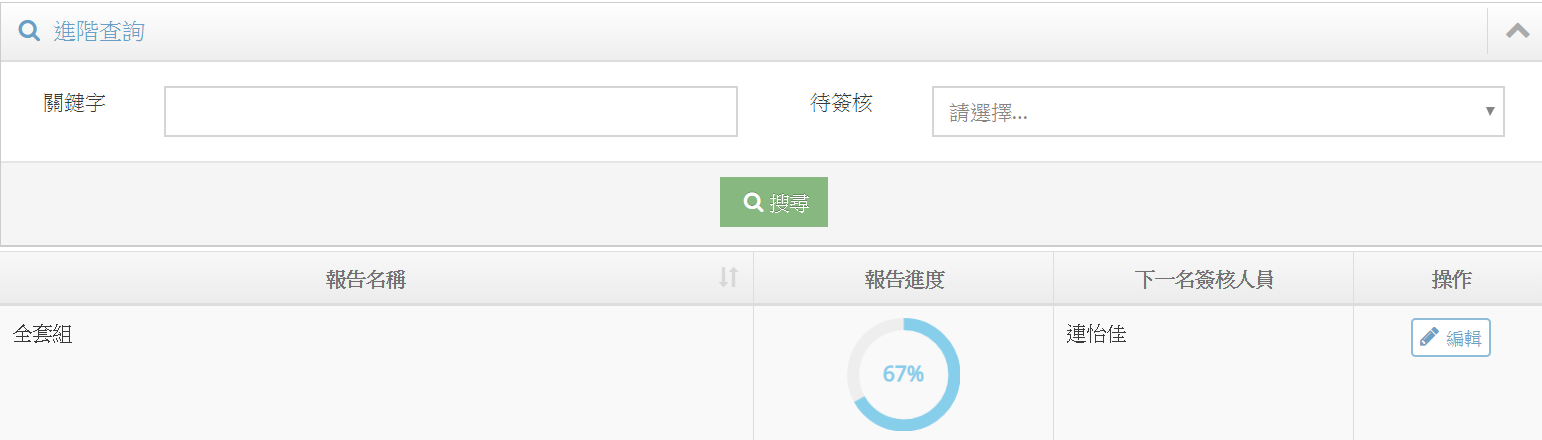 進階查詢
關鍵字
待簽核 請選擇...
搜尋
報告名稱 報告進度 下一名簽核人員 操作
全套組 67% 連怡佳 編輯